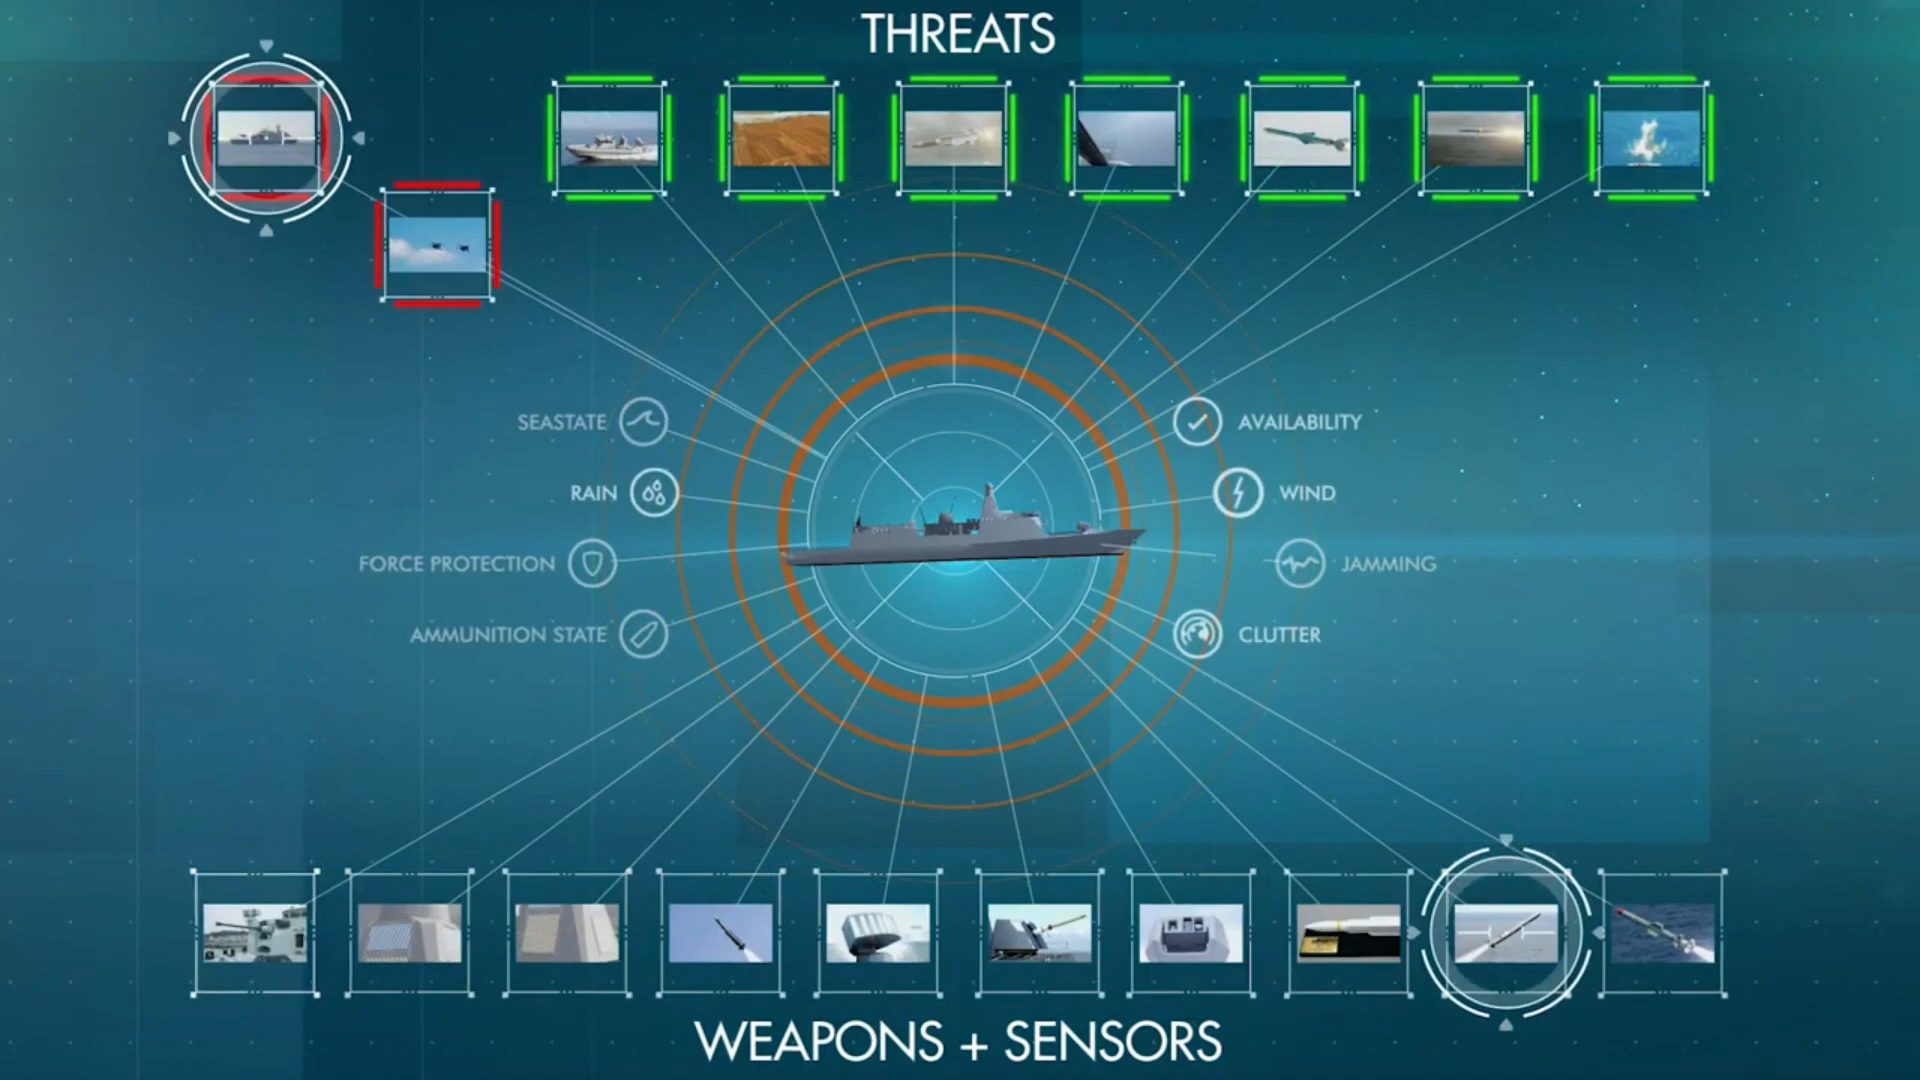 THREATS
SEASTATE
AVAILABILITY
RAIN
WIND
FORCE PROTECTION
JAMMING
AMMUNITION STATE
CLUTTER
WEAPONS + SENSORS